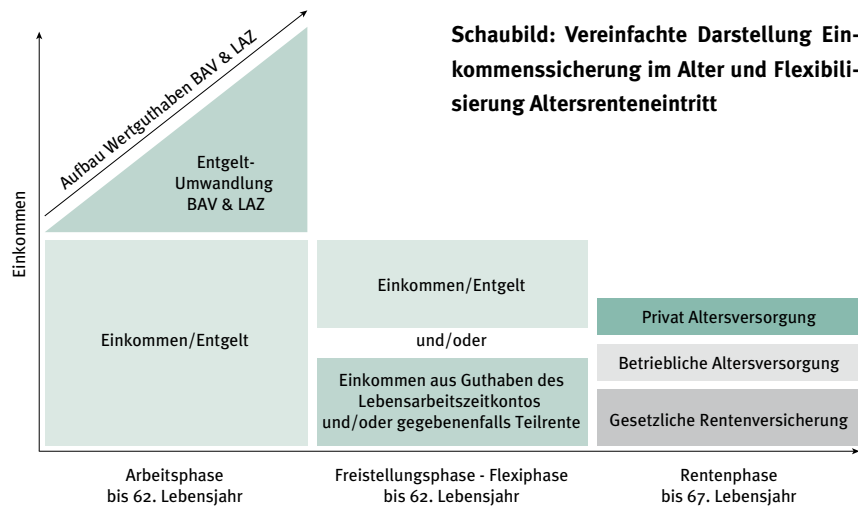 Schaubild: Vereinfachte Darstellung Ein-
kommenssicherung im Alter und Flexibili-
sierung Altersrenteneintritt
Einkommen
Aufbau Wertguthaben BAV & LAZ
Entgelt-
Umwandlung
BAV & LAZ
Einkommen/Entgelt
Einkommen/Entgelt
und/oder
Einkommen aus Guthaben des
Lebensarbeitszeitkontos
und/oder gegebenenfalls Teilrente
Privat Altersversorgung
Betriebliche Altersversorgung
Gesetzliche Rentenversicherung
Arbeitsphase
bis 62. Lebensjahr
Freistellungsphase - Flexiphase
bis 62. Lebensjahr
Rentenphase
bis 67. Lebensjahr